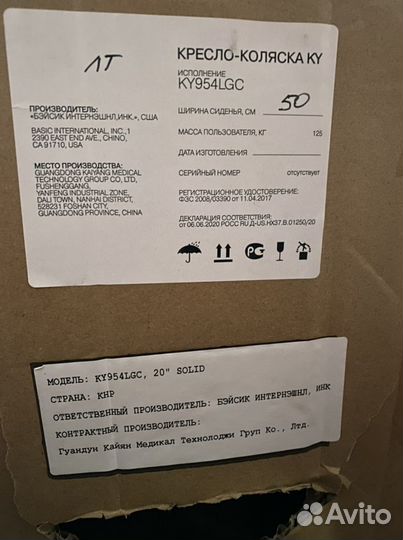 ЛТ
КРЕСЛО-КОЛЯСКА KY
ИСПОЛНЕНИЕ
KY954LGC
ПРОИЗВОДИТЕЛЬ:
«БЭЙСИК ИНТЕРНЭШНЛ,ИНК.», США
BASIC INTERNATIONAL, INC.,1
2390 EAST END AVE., CHINO,
CA 91710, USA
МЕСТО ПРОИЗВОДСТВА:
GUANGDONG KAIYANG MEDICAL
TECHNOLOGY GROUP CO, LTD,
FUSHENGGANG,
YANFENG INDUSTRIAL ZONE,
DALI TOWN, NANHAI DISTRICT,
528231 FOSHAN CITY,
GUANGDONG PROVINCE, CHINA
ШИРИНА СИДЕНЬЯ, СМ 50
МАССА ПОЛЬЗОВАТЕЛЯ, КГ 125
ДАТА ИЗГОТОВЛЕНИЯ
СЕРИЙНЫЙ НОМЕР отсутствует
РЕГИСТРАЦИОННОЕ УДОСТОВЕРЕНИЕ:
ФСЗ 2008/03390 от 11.04.2017
ДЕКЛАРАЦИЯ СООТВЕТСТВИЯ:
от 06.06.2020 РОСС RU Д-US.HX37.B.01250/20
МОДЕЛЬ: KY954LGC, 20" SOLID
СТРАНА: КНР
ОТВЕТСТВЕННЫЙ ПРОИЗВОДИТЕЛЬ: БЭЙСИК ИНТЕРНЭШНЛ, ИНК
КОНТРАКТНЫЙ ПРОИЗВОДИТЕЛЬ:
Гуандун Кайян Медикал Технолоджи Груп Ко., Лтд.
Avito